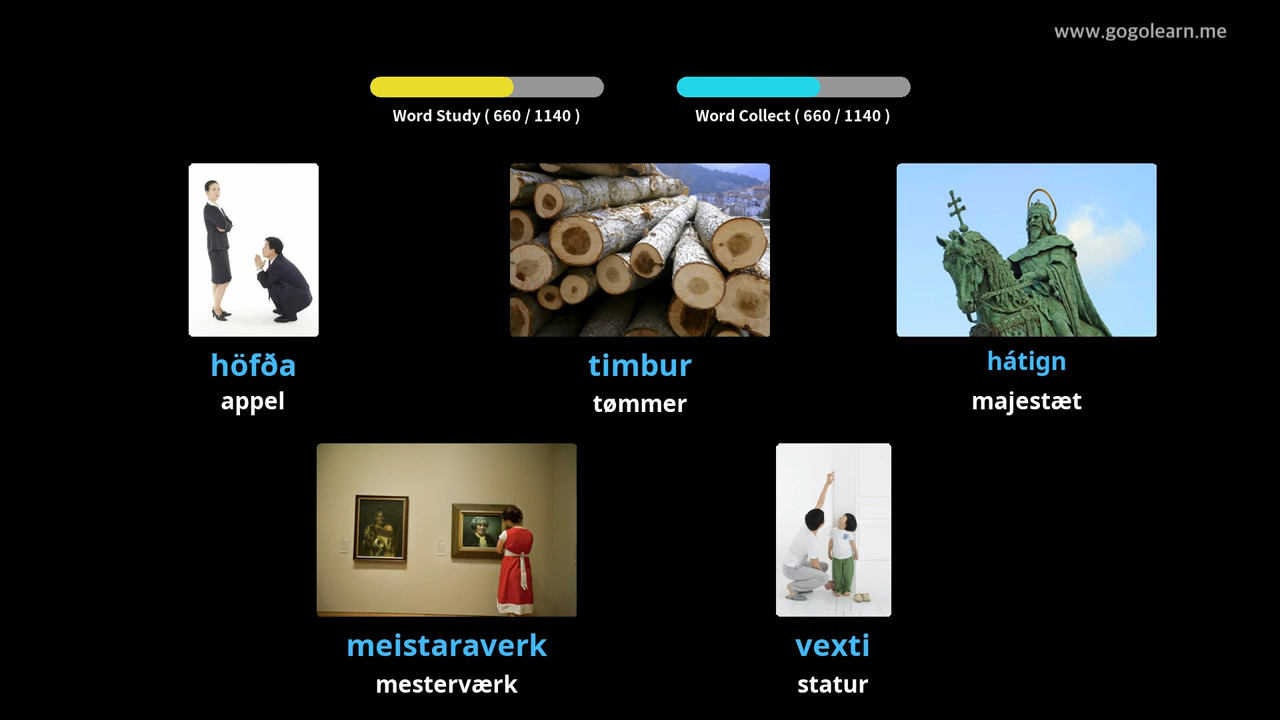 www.gogolearn.me
Word Study ( 660 / 1140 )
Word Collect ( 660 / 1140 )
höfða
appel
timbur
tømmer
hátign
majestæt
meistaraverk
mesterværk
vexti
statur